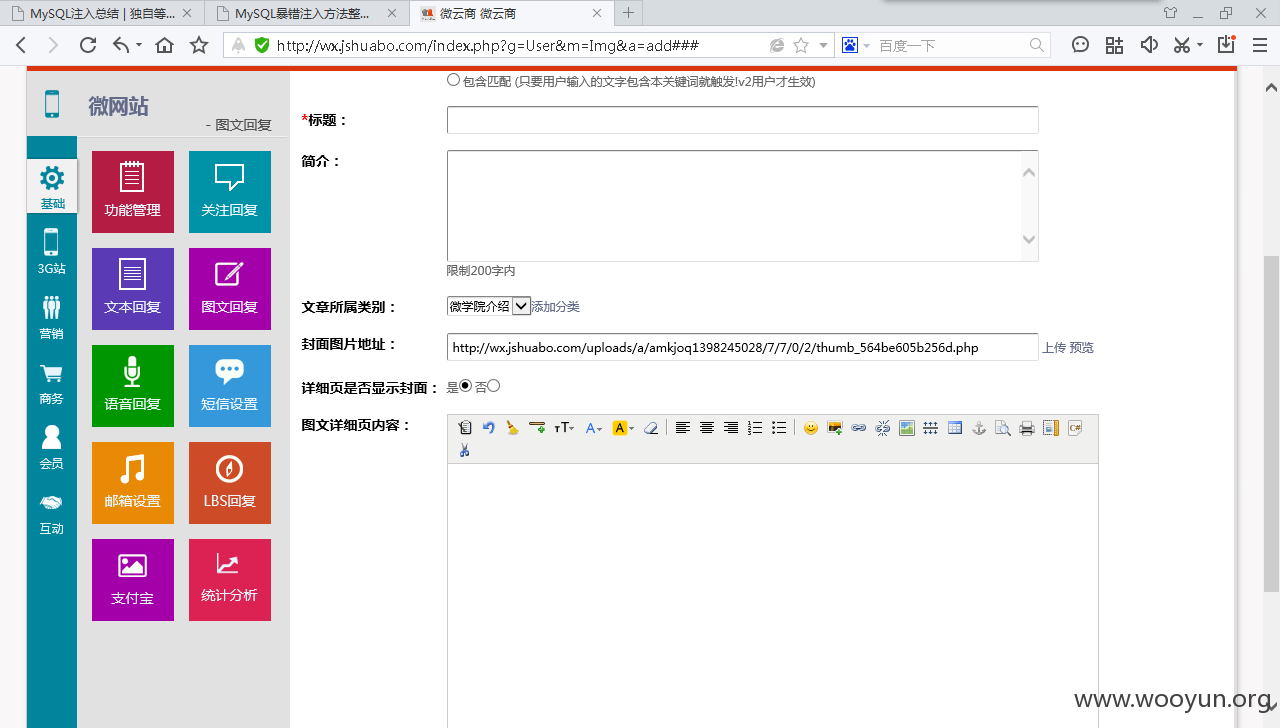 MySQL注入总结 | 独自等...
MySQL暴错注入方法整...
微云商 微云商
http://wx.jshuabo.com/index.php?g=User&m=Img&a=add###
百度一下
微网站
- 图文回复
基础
3G站
营销
商务
会员
互动
功能管理
关注回复
文本回复
图文回复
语音回复
短信设置
邮箱设置
LBS回复
支付宝
统计分析
包含匹配 (只要用户输入的文字包含本关键词就触发!v2用户才生效)
*标题：
简介：
限制200字内
文章所属类别：
微学院介绍
添加分类
封面图片地址：
http://wx.jshuabo.com/uploads/a/amkjoq1398245028/7/7/0/2/thumb_564be605b256d.php
上传 预览
详细页是否显示封面：
是 否
图文详细页内容：
www.wooyun.org